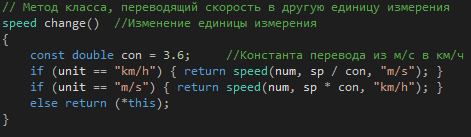 // Метод класса, переводящий скорость в другую единицу измерения
speed change()  //Изменение единицы измерения
{
    const double con = 3.6;     //Константа перевода из м/с в км/ч
    if (unit == "km/h") { return speed(num, sp / con, "m/s"); }
    if (unit == "m/s") { return speed(num, sp * con, "km/h"); }
    else return (*this);
}